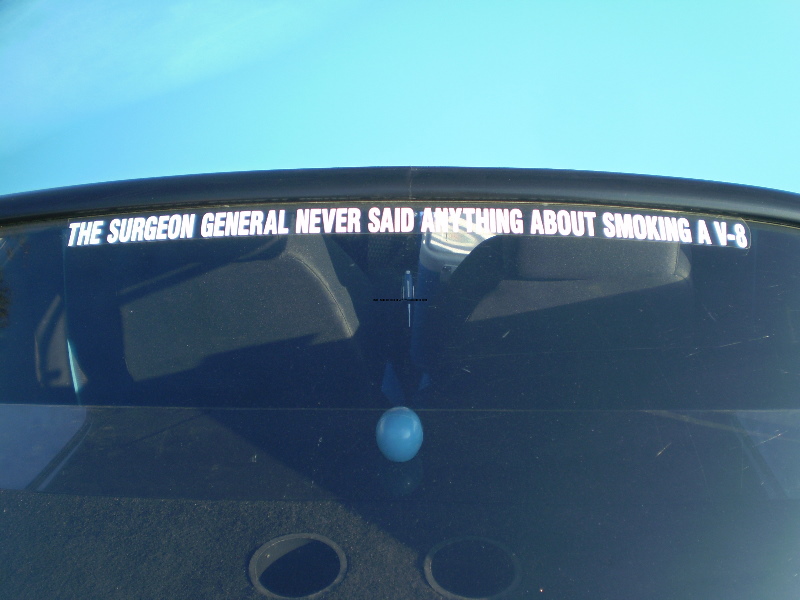 THE SURGEON GENERAL NEVER SAID ANYTHING ABOUT SMOKING A V-8